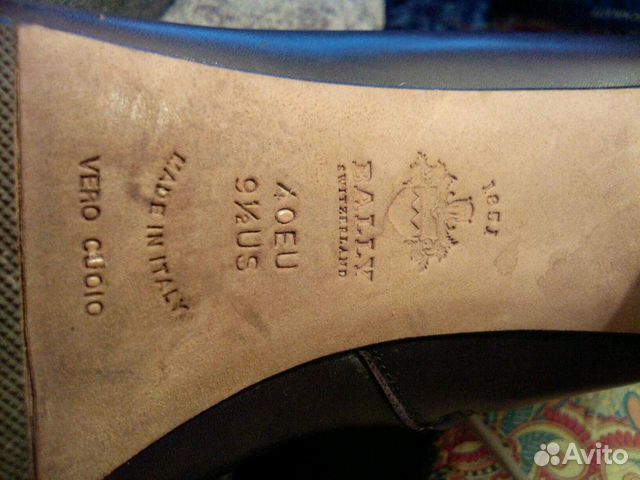 1851
BALLY
SWITZERLAND
40EU
9½US
MADE IN ITALY
VERO CUOIO
Avito